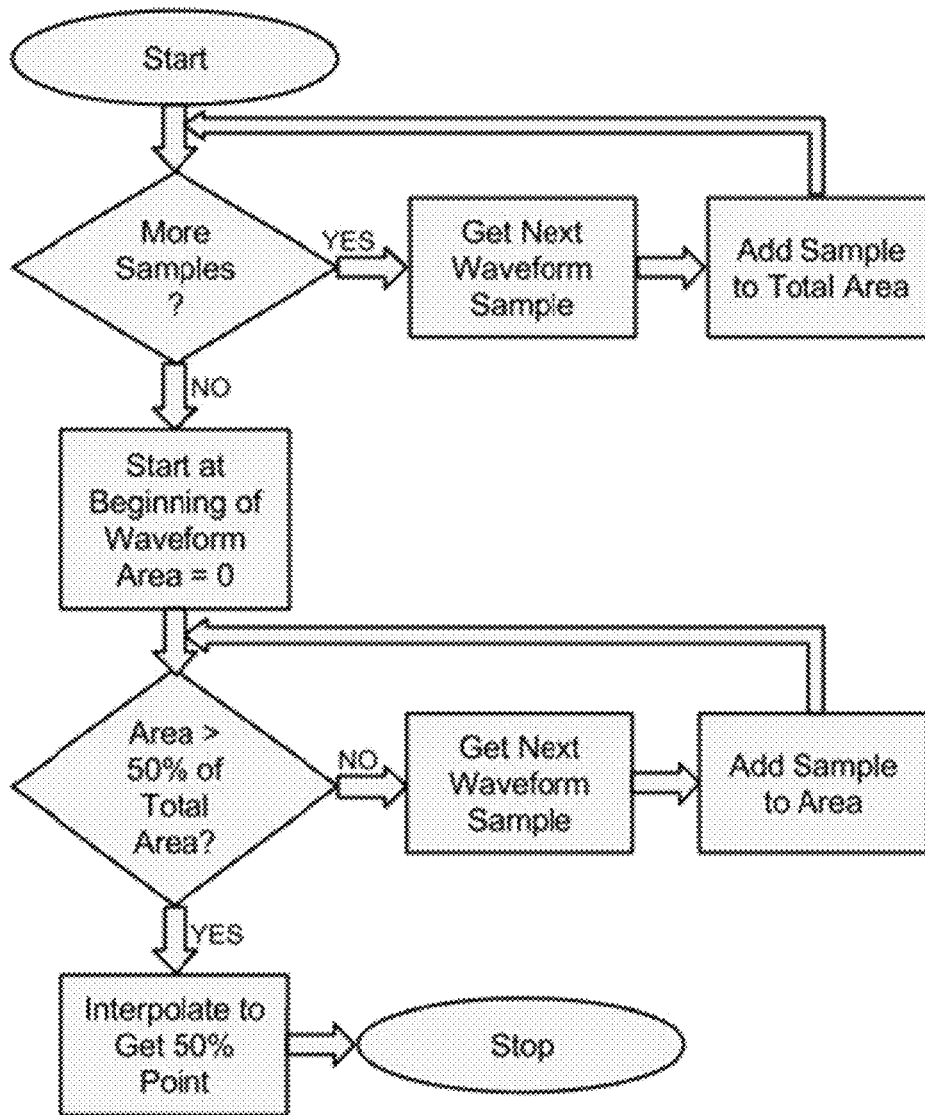 Start
More
Samples
?
YES
Get Next
Waveform
Sample
Add Sample
to Total Area
NO
Start at
Beginning of
Waveform
Area = 0
Area >
50% of
Total
Area?
NO
Get Next
Waveform
Sample
Add Sample
to Area
YES
Interpolate to
Get 50%
Point
Stop